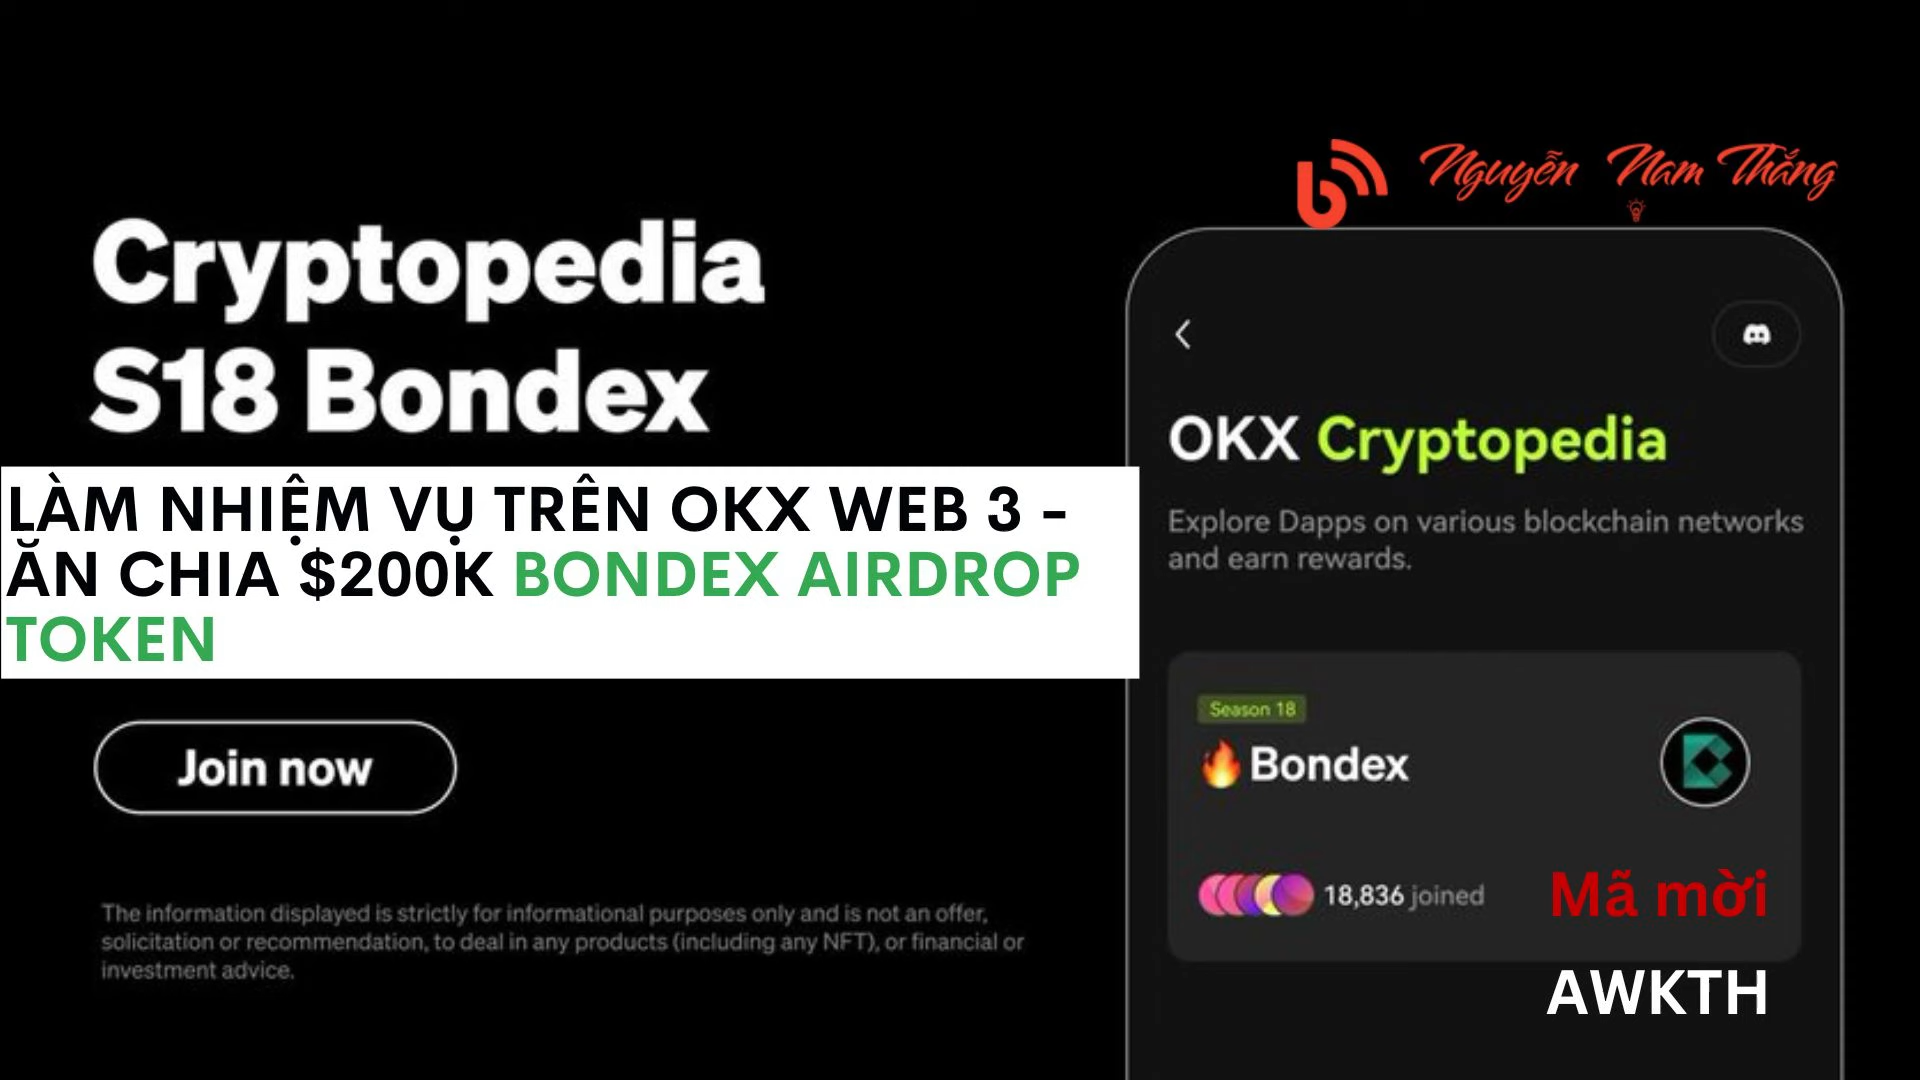 Nguyễn Nam Thắng
Cryptopedia
S18 Bondex
LÀM NHIỆM VỤ TRÊN OKX WEB 3 -
ĂN CHIA $200K BONDEX AIRDROP
TOKEN
Join now
The information displayed is strictly for informational purposes only and is not an offer,
solicitation or recommendation, to deal in any products (including any NFT), or financial or
investment advice.
OKX Cryptopedia
Explore Dapps on various blockchain networks
and earn rewards.
Season 18
Bondex
18,836 joined
Mã mời
AWKTH